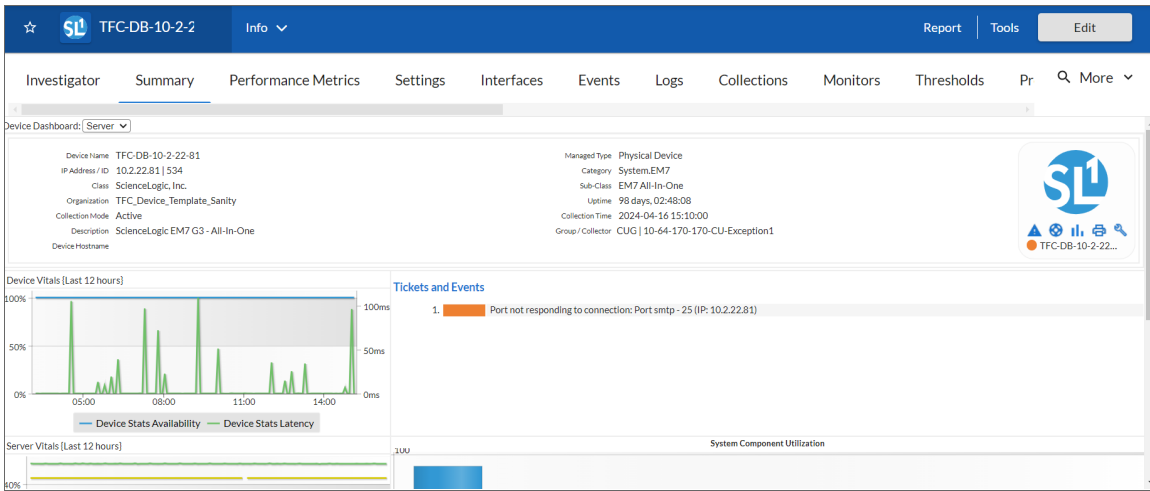 SL1 TFC-DB-10-2-2 Info Report Tools Edit
Investigator Summary Performance Metrics Settings Interfaces Events Logs Collections Monitors Thresholds Pr More
Device Dashboard: Server
Device Name TFC-DB-10-2-22-81
IP Address / ID 10.2.22.81 | 534
Class ScienceLogic, Inc.
Organization TFC_Device_Template_Sanity
Collection Mode Active
Description ScienceLogic EM7 G3 - All-In-One
Device Hostname
Managed Type Physical Device
Category System.EM7
Sub-Class EM7 All-In-One
Uptime 98 days, 02:48:08
Collection Time 2024-04-16 15:10:00
Group / Collector CUG | 10-64-170-170-CU-Exception1
SL1
TFC-DB-10-2-22...
Device Vitals {Last 12 hours}
100%
50%
0%
100ms
50ms
0ms
05:00 08:00 11:00 14:00
Device Stats Availability Device Stats Latency
Tickets and Events
1. Port not responding to connection: Port smtp - 25 (IP: 10.2.22.81)
Server Vitals {Last 12 hours}
40%
System Component Utilization
100